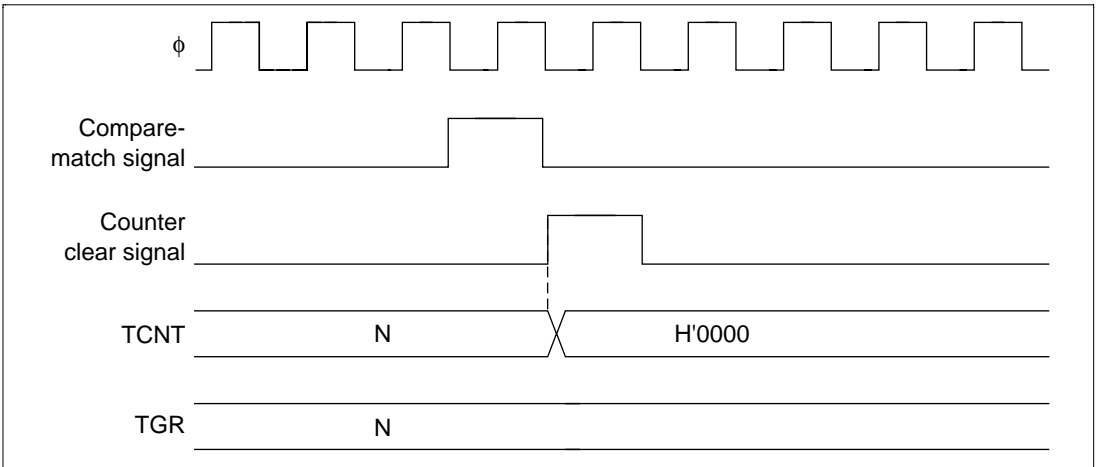 ϕ
Compare-
match signal
Counter
clear signal
TCNT N H'0000
TGR N